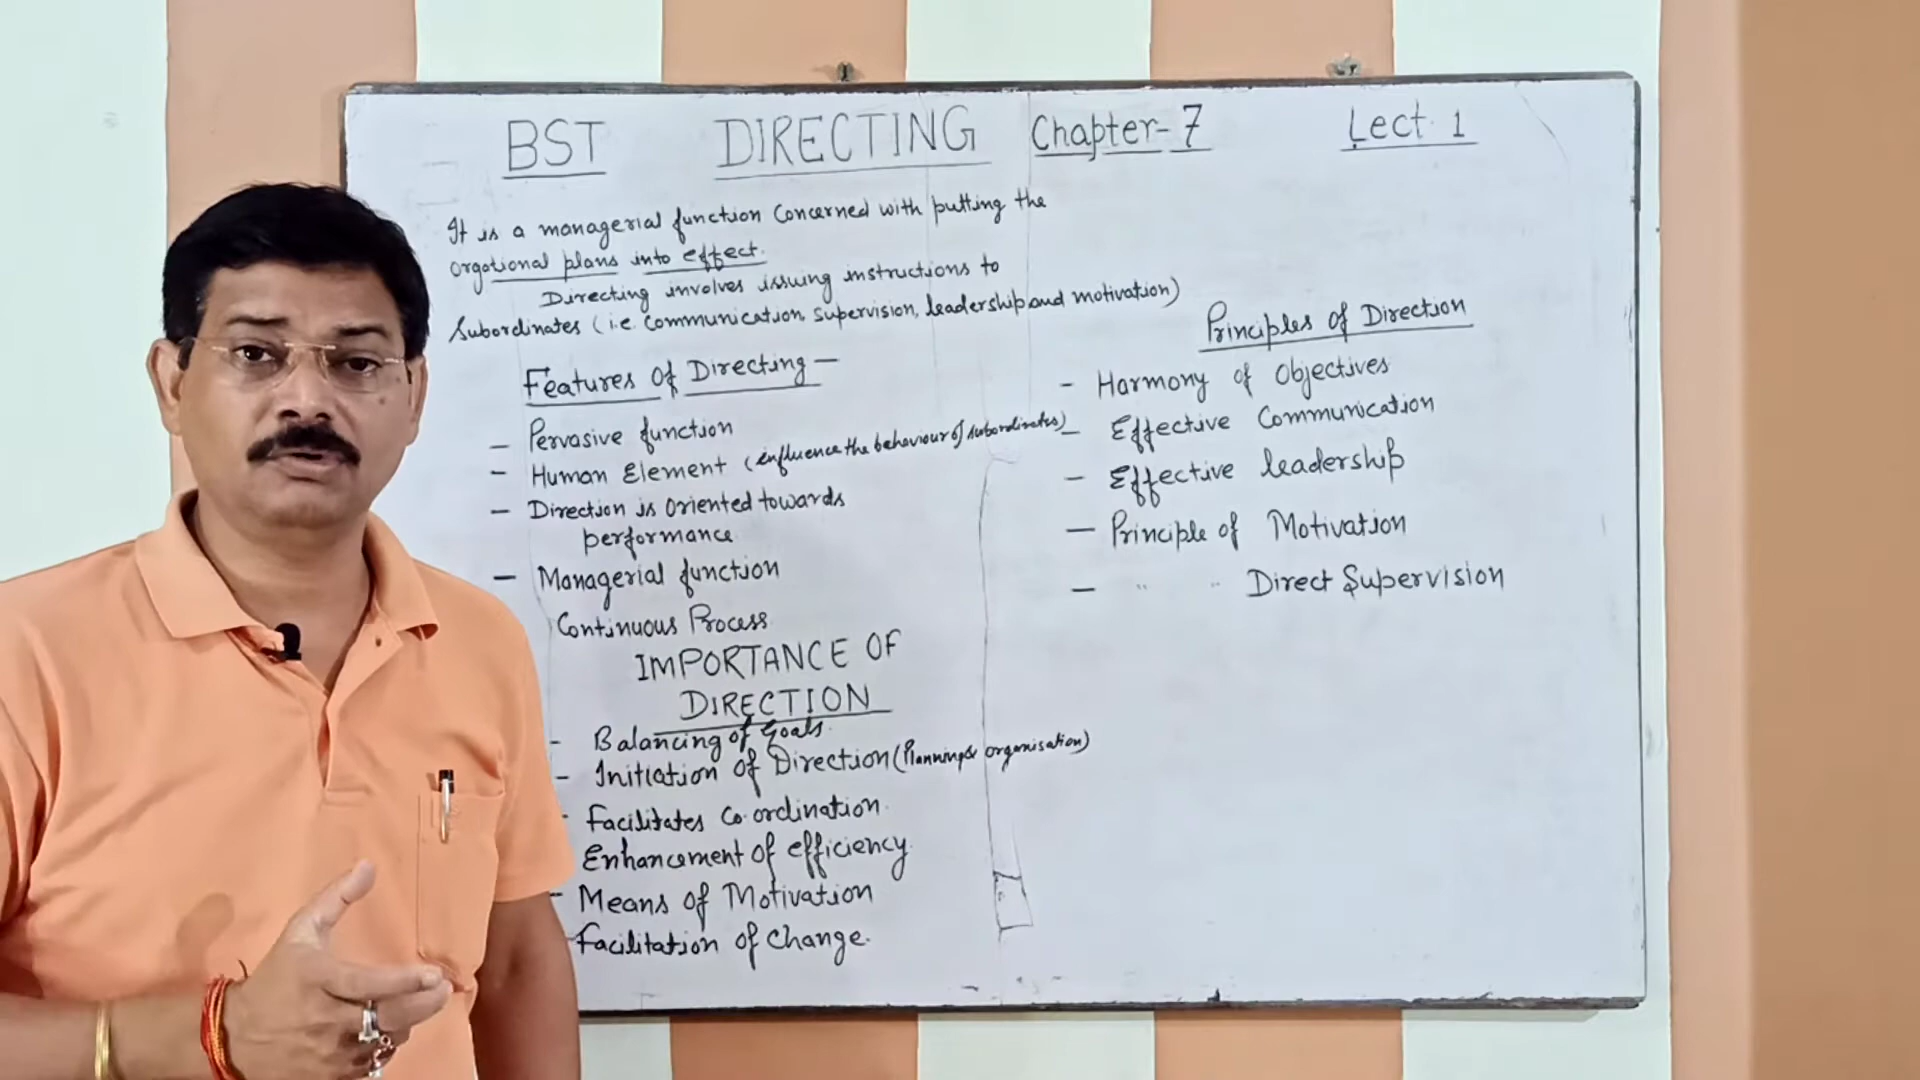 BST DIRECTING Chapter-7 Lect 1
It is a managerial function concerned with putting the
orgational plans into effect.
Directing involves issuing instructions to
Subordinates (i.e. communication, supervision, leadership and motivation)
Features of Directing —
- Pervasive function
- Human Element (influence the behaviour of subordinates)
- Direction is Oriented towards
performance
- Managerial function
Continuous Process
IMPORTANCE OF
DIRECTION
- Balancing of Goals.
- Initiation of Direction (Planning & organisation)
- Facilitates Co-ordination.
Enhancement of efficiency
- Means of Motivation
Facilitation of Change.
Principles of Direction
- Harmony of Objectives
- Effective Communication
- Effective leadership
- Principle of Motivation
- " " Direct Supervision